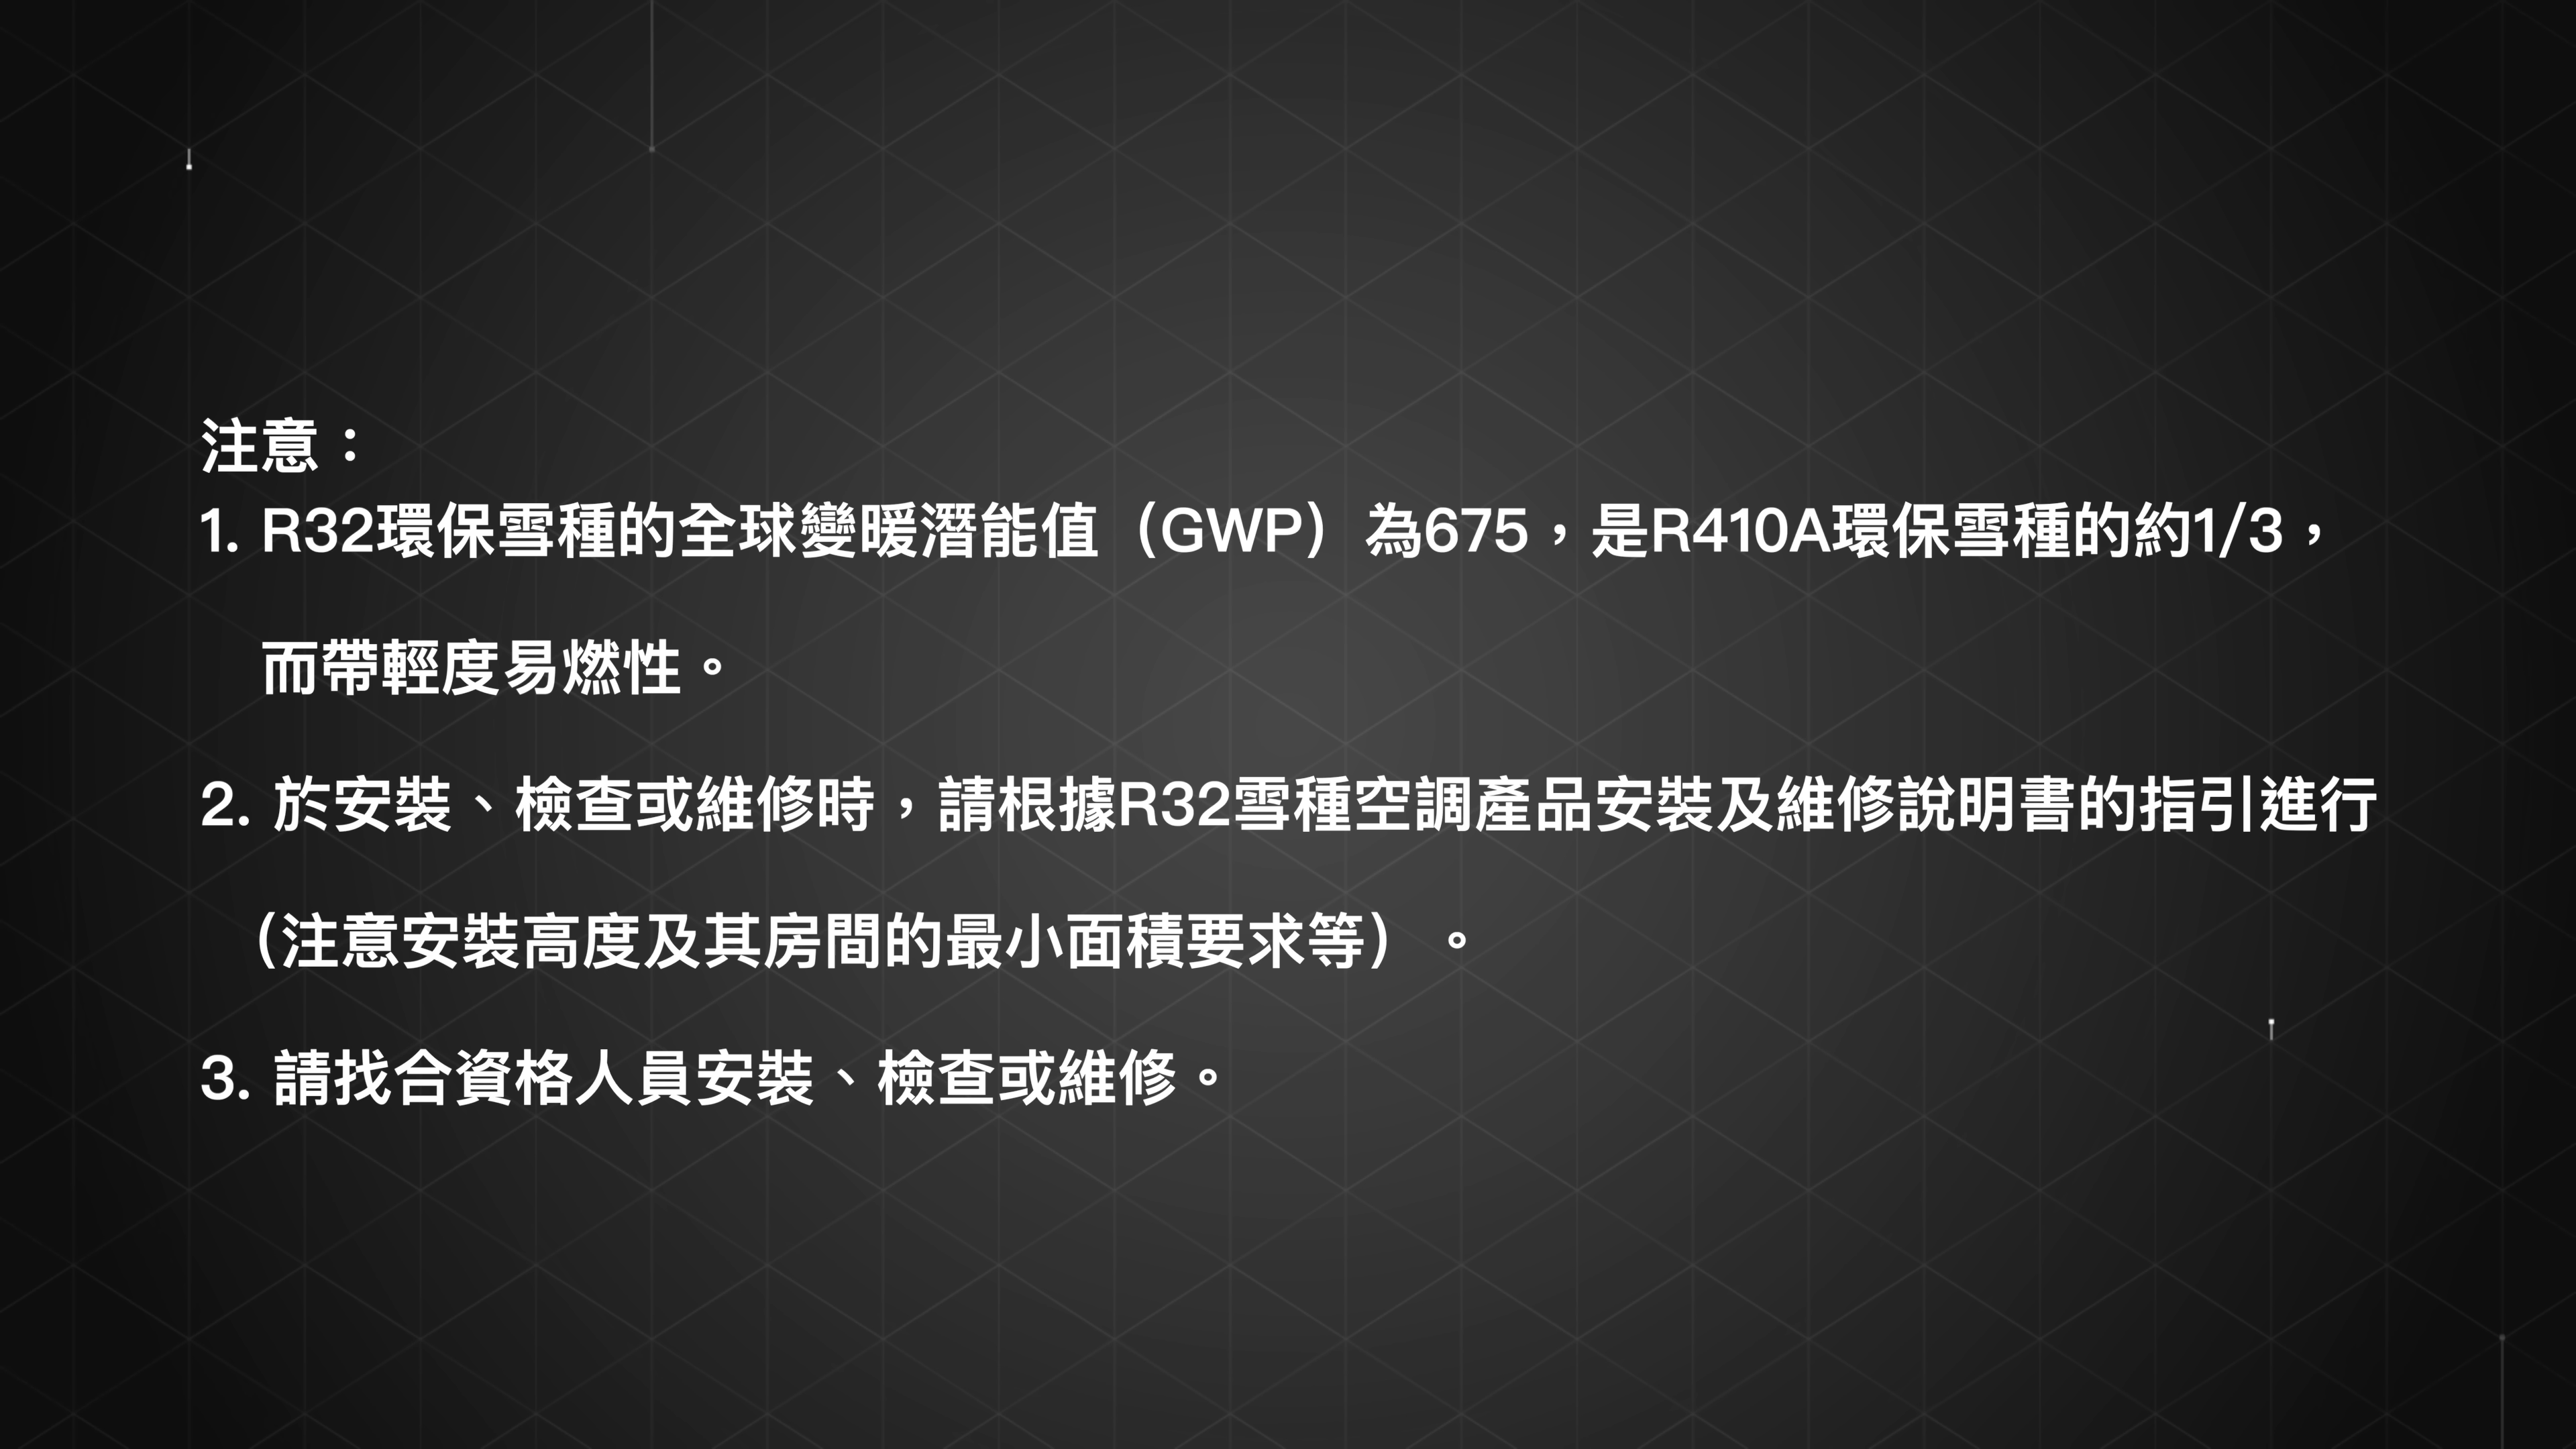 注意：
1. R32環保雪種的全球變暖潛能值（GWP）為675，是R410A環保雪種的約1/3，
而帶輕度易燃性。
2. 於安裝、檢查或維修時，請根據R32雪種空調產品安裝及維修說明書的指引進行
（注意安裝高度及其房間的最小面積要求等）。
3. 請找合資格人員安裝、檢查或維修。